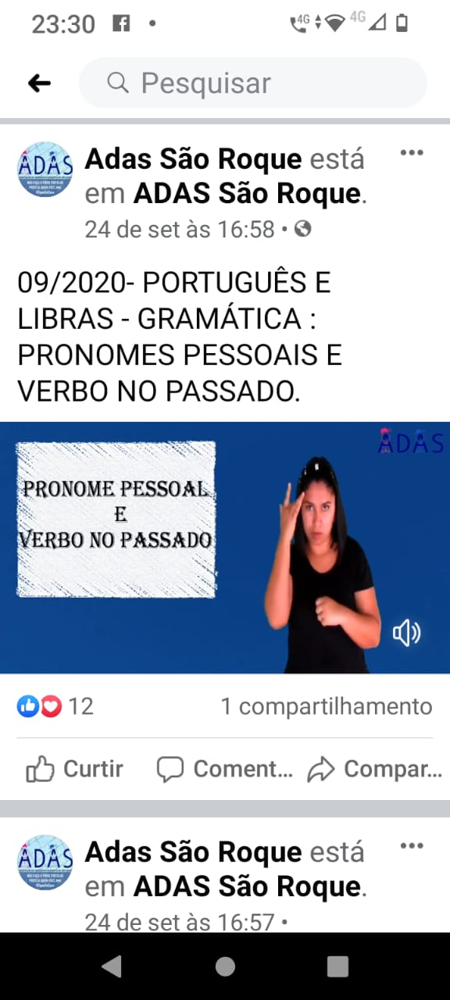 23:30
4G
4G
Pesquisar
ADAS
Adas São Roque está
em ADAS São Roque.
24 de set às 16:58 •
09/2020- PORTUGUÊS E
LIBRAS - GRAMÁTICA :
PRONOMES PESSOAIS E
VERBO NO PASSADO.
ADAS
PRONOME PESSOAL
E
VERBO NO PASSADO
12
1 compartilhamento
Curtir
Coment...
Compar...
ADAS
Adas São Roque está
em ADAS São Roque.
24 de set às 16:57 •